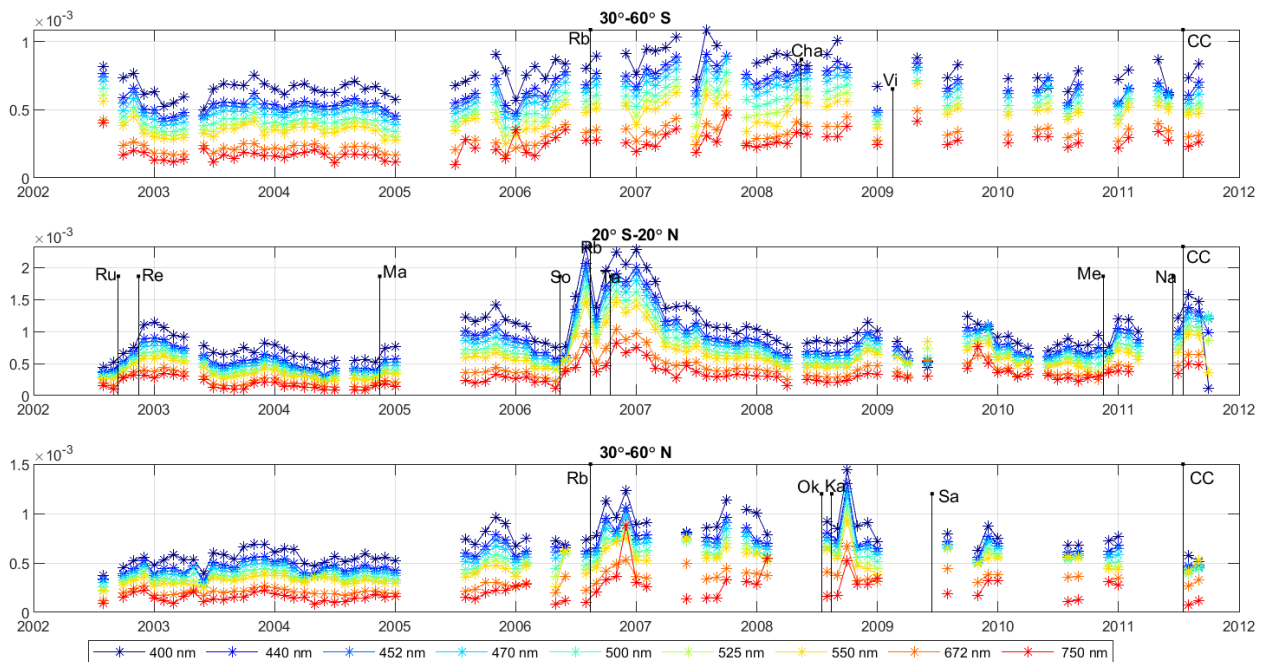 ×10-3
30°-60° S
1
0.5
0
Rb
Cha
Vi
CC
2002 2003 2004 2005 2006 2007 2008 2009 2010 2011 2012
×10-3
20° S-20° N
2
1.5
1
0.5
0
Ru Re Ma So Rb Ta Me Na CC
2002 2003 2004 2005 2006 2007 2008 2009 2010 2011 2012
×10-3
30°-60° N
1.5
1
0.5
0
Rb Ok Ka Sa CC
2002 2003 2004 2005 2006 2007 2008 2009 2010 2011 2012
400 nm 440 nm 452 nm 470 nm 500 nm 525 nm 550 nm 672 nm 750 nm